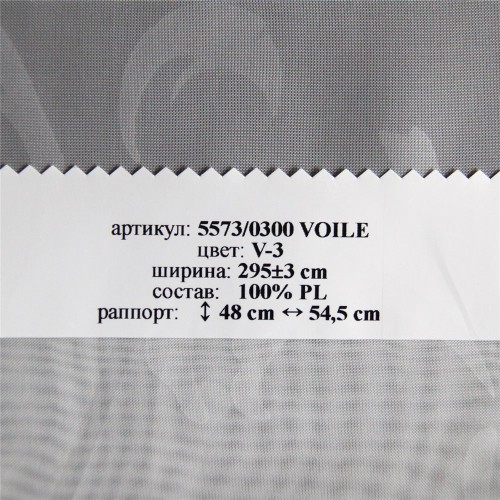 артикул: 5573/0300 VOILE
цвет: V-3
ширина: 295±3 cm
состав: 100% PL
раппорт: ↕ 48 cm ↔ 54,5 cm